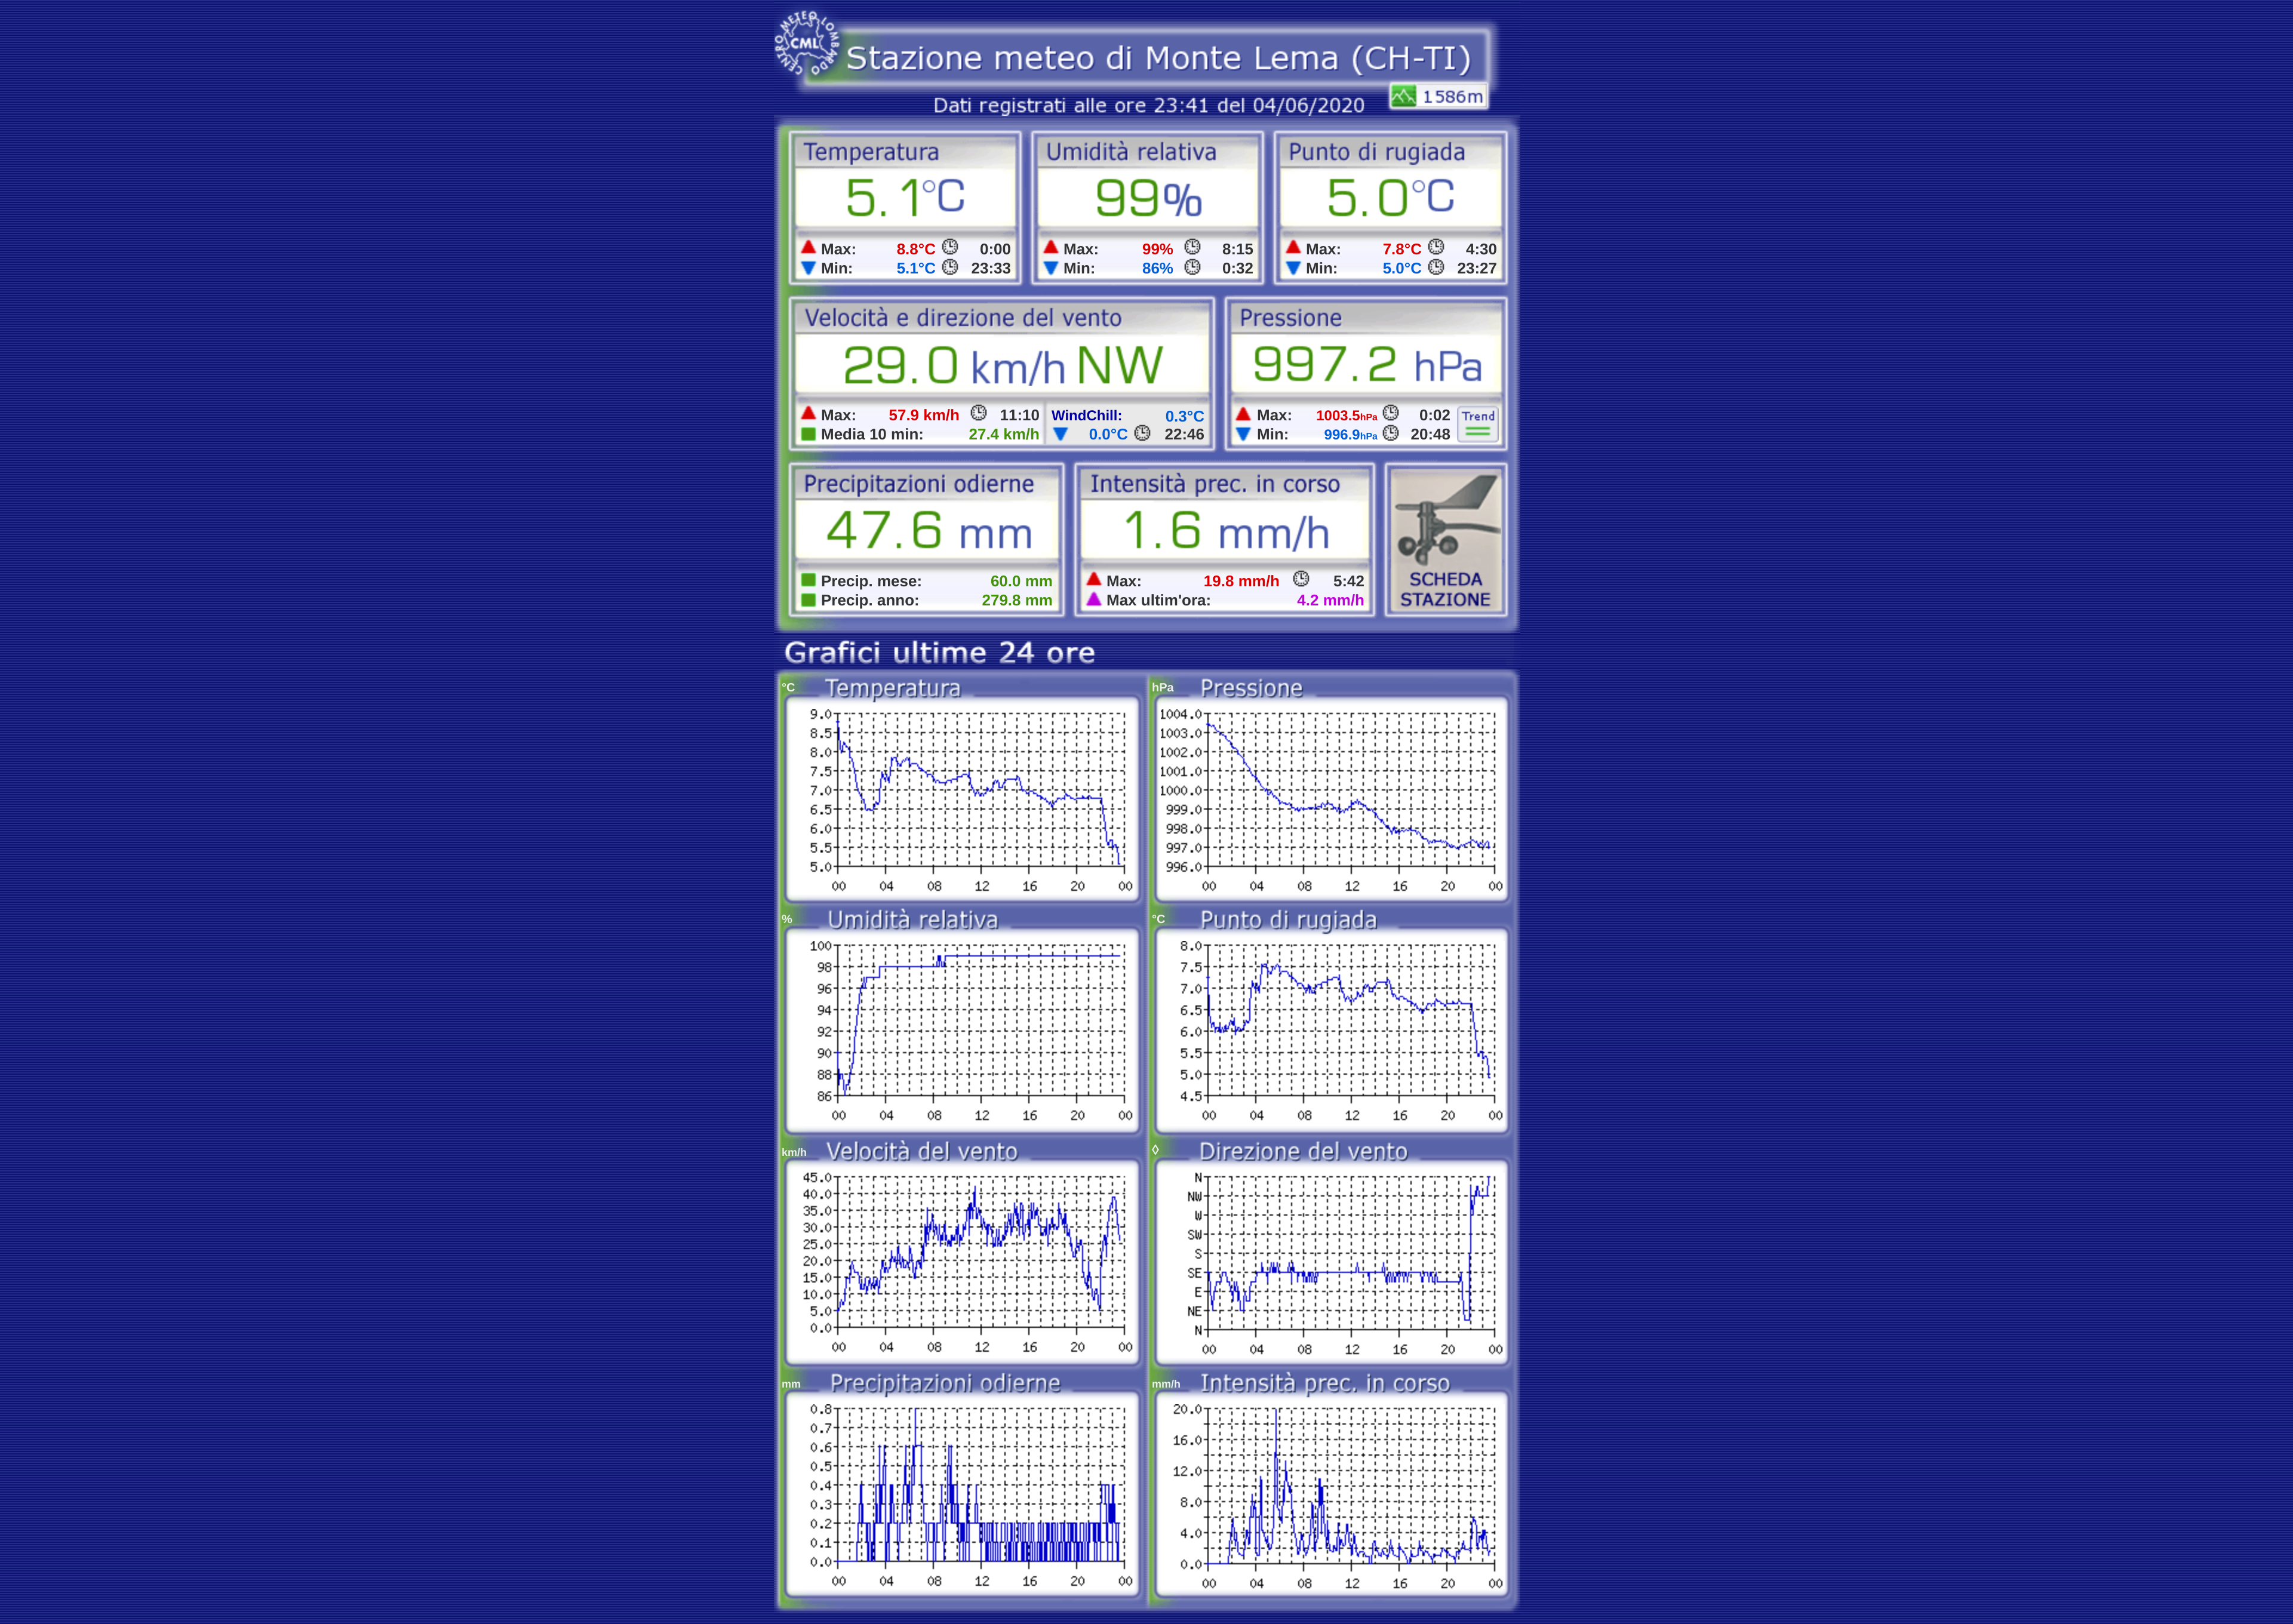 CENTRO METEO LOMBARDO
CML
Stazione meteo di Monte Lema (CH-TI)
Dati registrati alle ore 23:41 del 04/06/2020
1586m
Temperatura
5.1°C
Max: 8.8°C 0:00
Min: 5.1°C 23:33
Umidità relativa
99%
Max: 99% 8:15
Min: 86% 0:32
Punto di rugiada
5.0°C
Max: 7.8°C 4:30
Min: 5.0°C 23:27
Velocità e direzione del vento
29.0 km/h NW
Max: 57.9 km/h 11:10
Media 10 min: 27.4 km/h
WindChill: 0.3°C
0.0°C 22:46
Pressione
997.2 hPa
Max: 1003.5hPa 0:02
Min: 996.9hPa 20:48
Trend
Precipitazioni odierne
47.6 mm
Precip. mese: 60.0 mm
Precip. anno: 279.8 mm
Intensità prec. in corso
1.6 mm/h
Max: 19.8 mm/h 5:42
Max ultim'ora: 4.2 mm/h
SCHEDA
STAZIONE
Grafici ultime 24 ore
°C Temperatura
9.0
8.5
8.0
7.5
7.0
6.5
6.0
5.5
5.0
00 04 08 12 16 20 00
hPa Pressione
1004.0
1003.0
1002.0
1001.0
1000.0
999.0
998.0
997.0
996.0
00 04 08 12 16 20 00
% Umidità relativa
100
98
96
94
92
90
88
86
00 04 08 12 16 20 00
°C Punto di rugiada
8.0
7.5
7.0
6.5
6.0
5.5
5.0
4.5
00 04 08 12 16 20 00
km/h Velocità del vento
45.0
40.0
35.0
30.0
25.0
20.0
15.0
10.0
5.0
0.0
00 04 08 12 16 20 00
◊ Direzione del vento
N
NW
W
SW
S
SE
E
NE
N
00 04 08 12 16 20 00
mm Precipitazioni odierne
0.8
0.7
0.6
0.5
0.4
0.3
0.2
0.1
0.0
00 04 08 12 16 20 00
mm/h Intensità prec. in corso
20.0
16.0
12.0
8.0
4.0
0.0
00 04 08 12 16 20 00